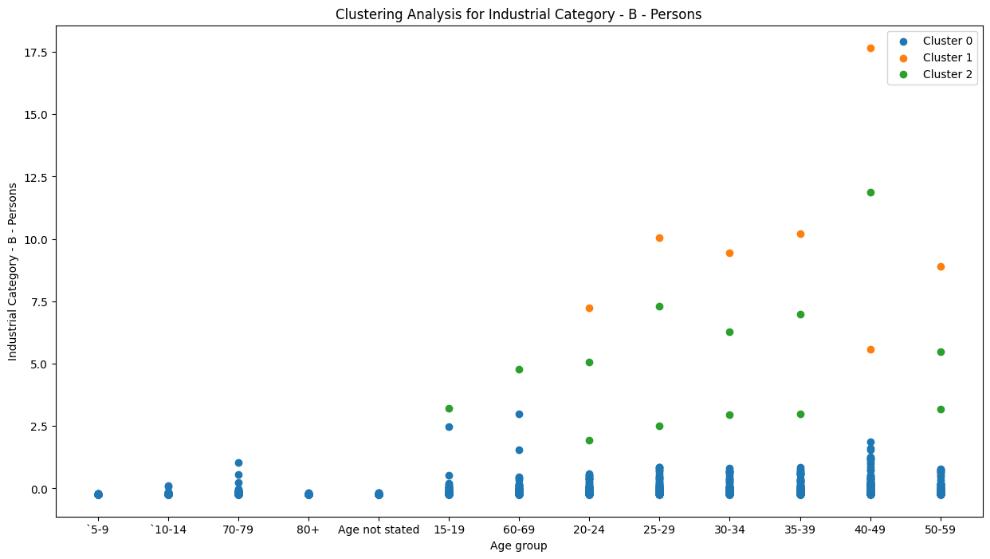 Clustering Analysis for Industrial Category - B - Persons
Cluster 0
Cluster 1
Cluster 2
17.5
15.0
12.5
10.0
7.5
5.0
2.5
0.0
Industrial Category - B - Persons
`5-9 `10-14 70-79 80+ Age not stated 15-19 60-69 20-24 25-29 30-34 35-39 40-49 50-59
Age group